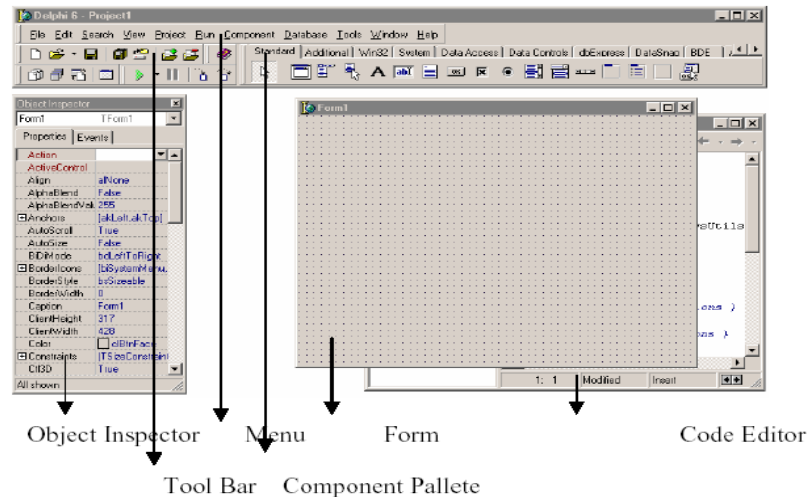 Delphi 6 - Project1
File Edit Search View Project Run Component Database Tools Window Help
Standard Additional Win32 System Data Access Data Controls dbExpress DataSnap BDE
Object Inspector
Form1 TForm1
Properties Events
Action
ActiveControl
Align alNone
AlphaBlend False
AlphaBlendVal 255
Anchors [akLeft,akTop]
AutoScroll True
AutoSize False
BiDiMode bdLeftToRight
BorderIcons [biSystemMenu,
BorderStyle bsSizeable
BorderWidth 0
Caption Form1
ClientHeight 317
ClientWidth 428
Color clBtnFace
Constraints (TSizeConstraint
Ctl3D True
All shown
Form1
ysUtils
ions }
ons }
1: 1 Modified Insert
Object Inspector Menu Form Code Editor
Tool Bar Component Pallete